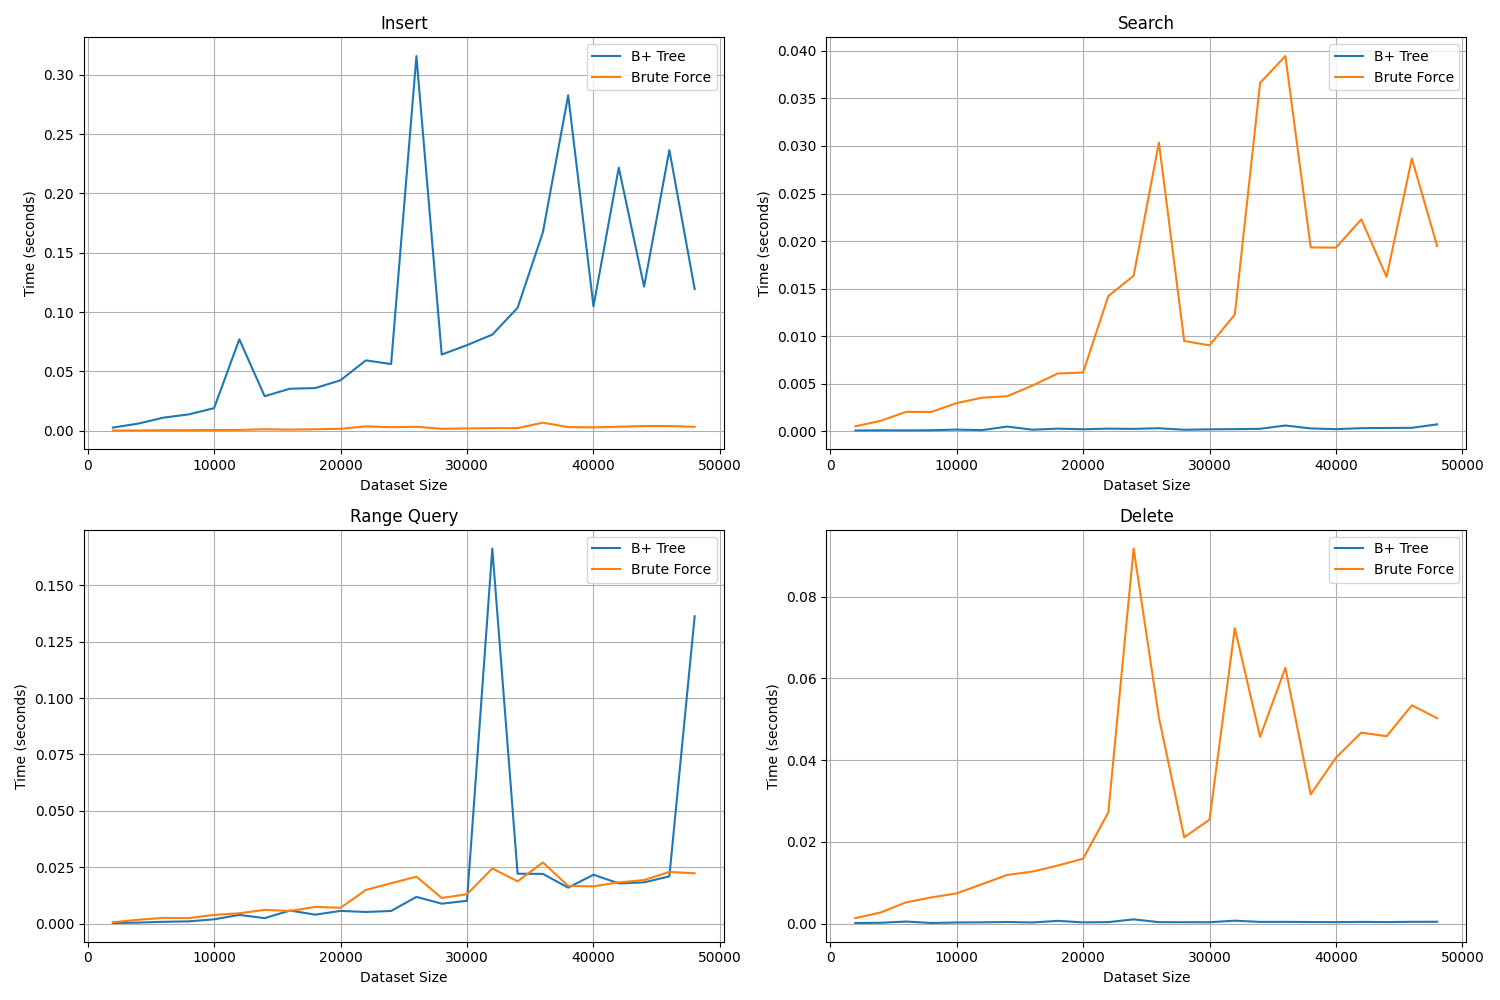 Insert
Time (seconds)
0.30
0.25
0.20
0.15
0.10
0.05
0.00
B+ Tree
Brute Force
0 10000 20000 30000 40000 50000
Dataset Size
Search
Time (seconds)
0.040
0.035
0.030
0.025
0.020
0.015
0.010
0.005
0.000
B+ Tree
Brute Force
0 10000 20000 30000 40000 50000
Dataset Size
Range Query
Time (seconds)
0.150
0.125
0.100
0.075
0.050
0.025
0.000
B+ Tree
Brute Force
0 10000 20000 30000 40000 50000
Dataset Size
Delete
Time (seconds)
0.08
0.06
0.04
0.02
0.00
B+ Tree
Brute Force
0 10000 20000 30000 40000 50000
Dataset Size